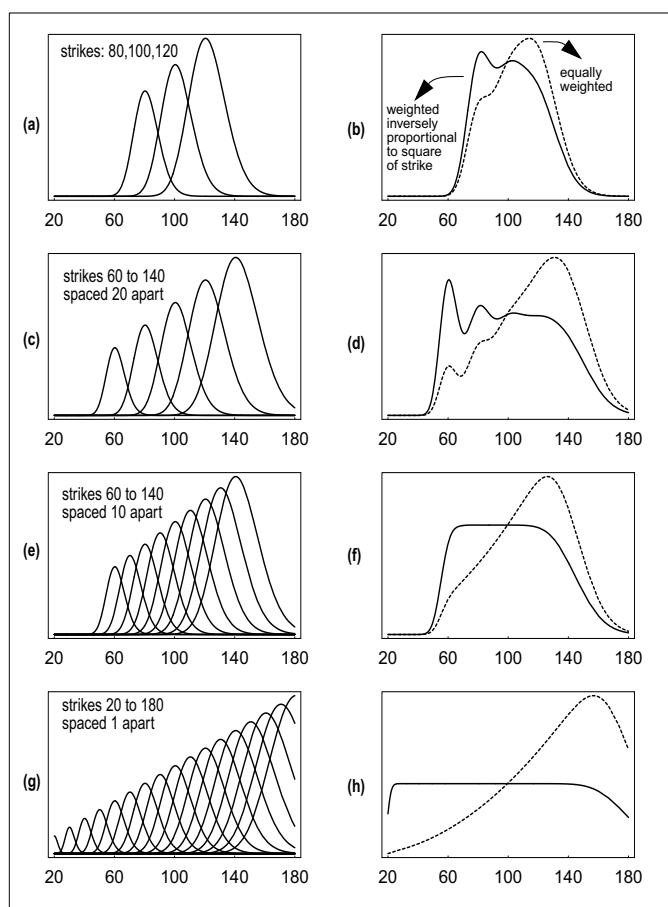 strikes: 80,100,120
(a)
20 60 100 140 180
weighted
inversely
proportional
to square
of strike
equally
weighted
(b)
20 60 100 140 180
strikes 60 to 140
spaced 20 apart
(c)
20 60 100 140 180
(d)
20 60 100 140 180
strikes 60 to 140
spaced 10 apart
(e)
20 60 100 140 180
(f)
20 60 100 140 180
strikes 20 to 180
spaced 1 apart
(g)
20 60 100 140 180
(h)
20 60 100 140 180